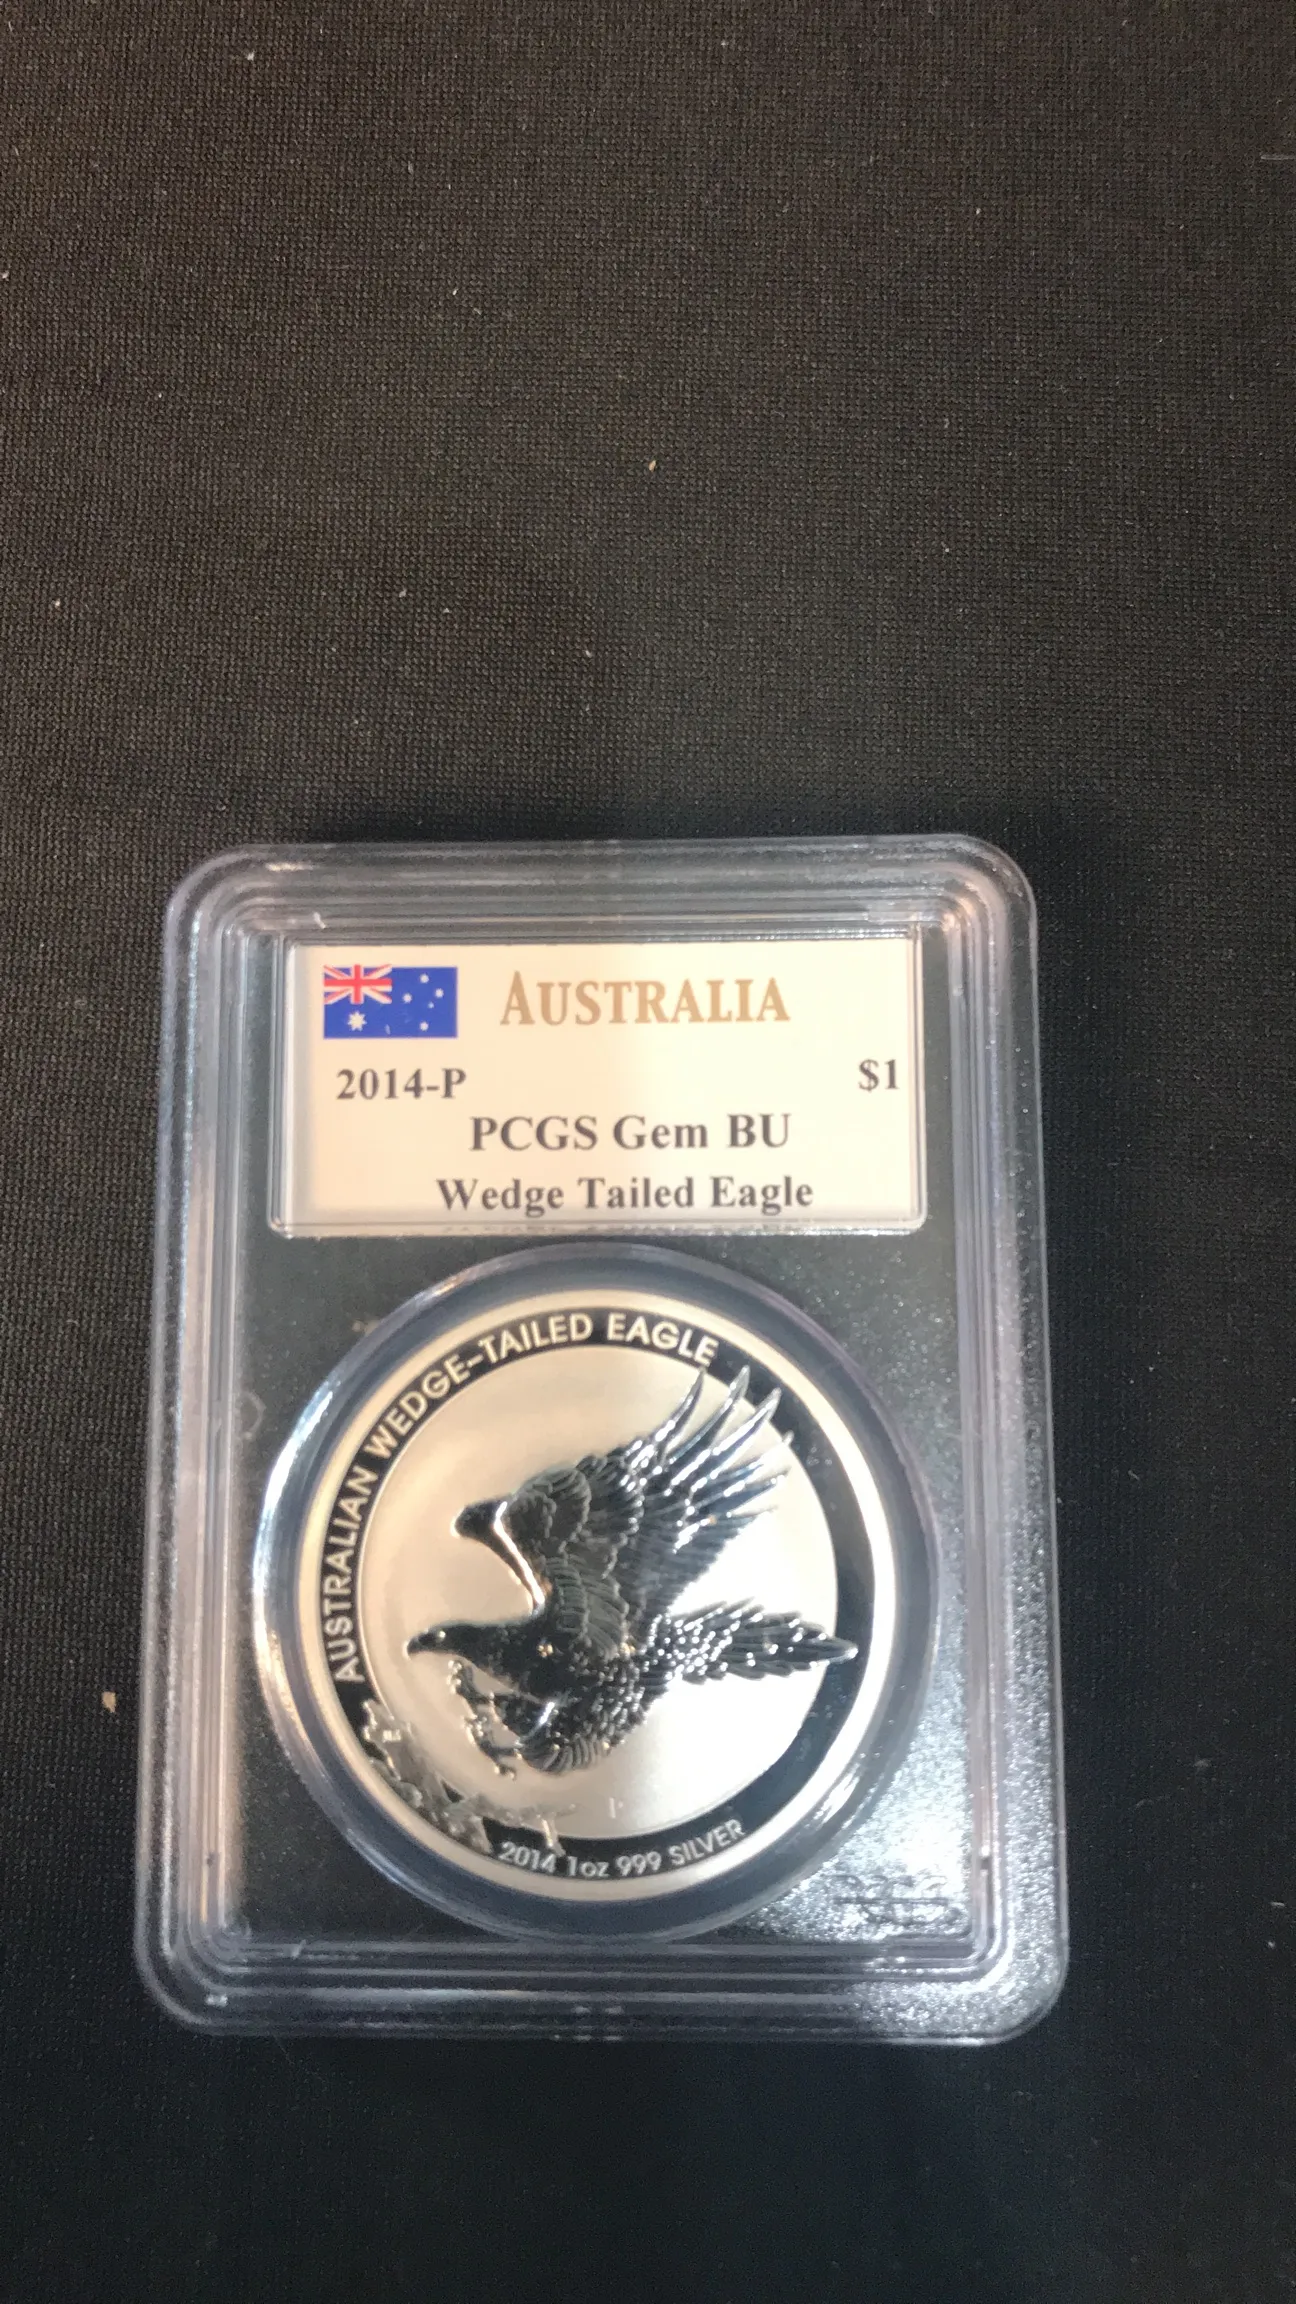 AUSTRALIA
2014-P $1
PCGS Gem BU
Wedge Tailed Eagle
AUSTRALIAN WEDGE-TAILED EAGLE
P
2014 1oz 999 SILVER